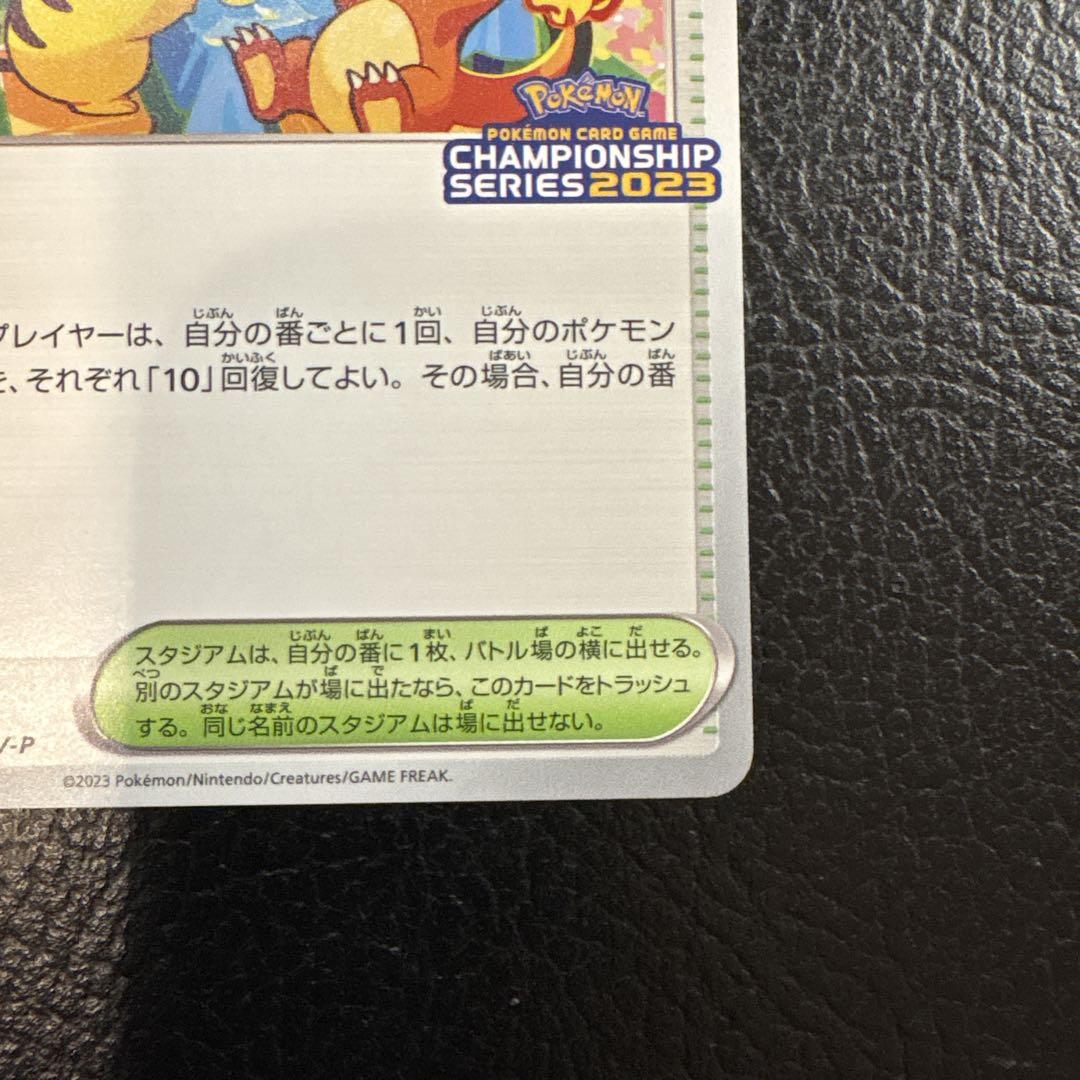 POKÉMON
POKÉMON CARD GAME
CHAMPIONSHIP
SERIES 2023
プレイヤーは、自分の番ごとに1回、自分のポケモン
、それぞれ「10」回復してよい。その場合、自分の番
スタジアムは、自分の番に1枚、バトル場の横に出せる。
別のスタジアムが場に出たなら、このカードをトラッシュ
する。同じ名前のスタジアムは場に出せない。
V-P
©2023 Pokémon/Nintendo/Creatures/GAME FREAK.